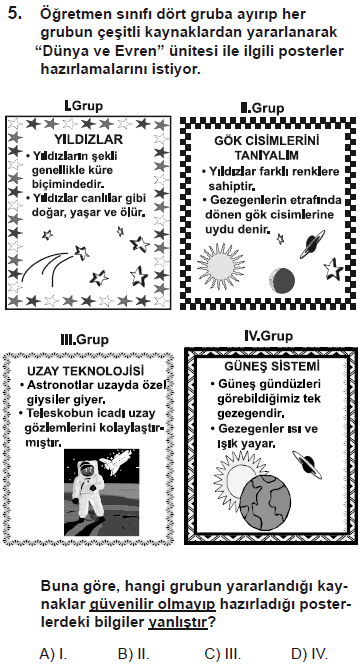 5. Öğretmen sınıfı dört gruba ayırıp her
grubun çeşitli kaynaklardan yararlanarak
“Dünya ve Evren” ünitesi ile ilgili posterler
hazırlamalarını istiyor.
I.Grup
YILDIZLAR
• Yıldızların şekli
genellikle küre
biçimindedir.
• Yıldızlar canlılar gibi
doğar, yaşar ve ölür.
II.Grup
GÖK CİSİMLERİNİ
TANIYALIM
• Yıldızlar farklı renklere
sahiptir.
• Gezegenlerin etrafında
dönen gök cisimlerine
uydu denir.
III.Grup
UZAY TEKNOLOJİSİ
• Astronotlar uzayda özel
giysiler giyer.
• Teleskobun icadı uzay
gözlemlerini kolaylaştır-
mıştır.
IV.Grup
GÜNEŞ SİSTEMİ
• Güneş gündüzleri
görebildiğimiz tek
gezegendir.
• Gezegenler ısı ve
ışık yayar.
Buna göre, hangi grubun yararlandığı kay-
naklar güvenilir olmayıp hazırladığı poster-
lerdeki bilgiler yanlıştır?
A) I. B) II. C) III. D) IV.